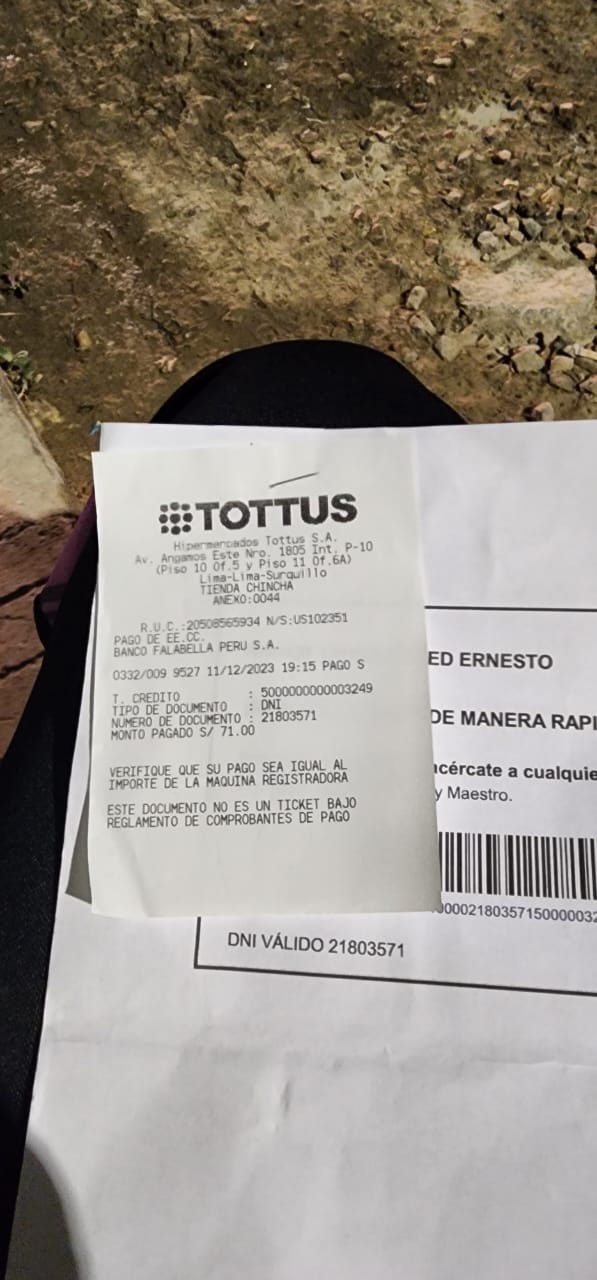 TOTTUS
Hipermercados Tottus S.A.
Av. Angamos Este Nro. 1805 Int. P-10
(Piso 10 Of.5 y Piso 11 Of.6A)
Lima-Lima-Surquillo
TIENDA CHINCHA
ANEXO:0044
R.U.C.:20508565934 N/S:US102351
PAGO DE EE.CC.
BANCO FALABELLA PERU S.A.
0332/009 9527 11/12/2023 19:15 PAGO S
T. CREDITO : 5000000000003249
TIPO DE DOCUMENTO : DNI
NUMERO DE DOCUMENTO : 21803571
MONTO PAGADO S/ 71.00
VERIFIQUE QUE SU PAGO SEA IGUAL AL
IMPORTE DE LA MAQUINA REGISTRADORA
ESTE DOCUMENTO NO ES UN TICKET BAJO
REGLAMENTO DE COMPROBANTES DE PAGO
ED ERNESTO
DE MANERA RAPI
ncércate a cualquie
y Maestro.
0000218035715000003
DNI VÁLIDO 21803571